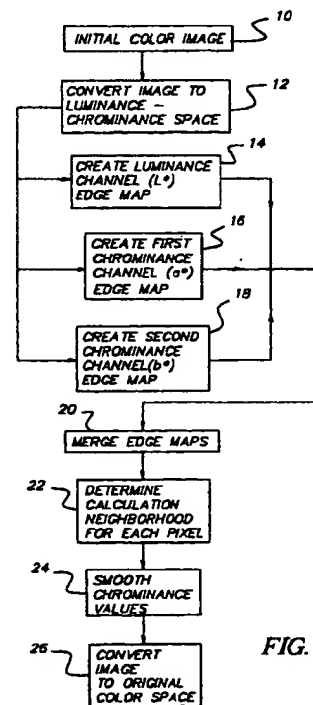 10
INITIAL COLOR IMAGE
12
CONVERT IMAGE TO
LUMINANCE –
CHROMINANCE SPACE
14
CREATE LUMINANCE
CHANNEL (L*)
EDGE MAP
16
CREATE FIRST
CHROMINANCE
CHANNEL (a*)
EDGE MAP
18
CREATE SECOND
CHROMINANCE
CHANNEL(b*)
EDGE MAP
20
MERGE EDGE MAPS
22
DETERMINE
CALCULATION
NEIGHBORHOOD
FOR EACH PIXEL
24
SMOOTH
CHROMINANCE
VALUES
26
CONVERT
IMAGE
TO ORIGINAL
COLOR SPACE
FIG.